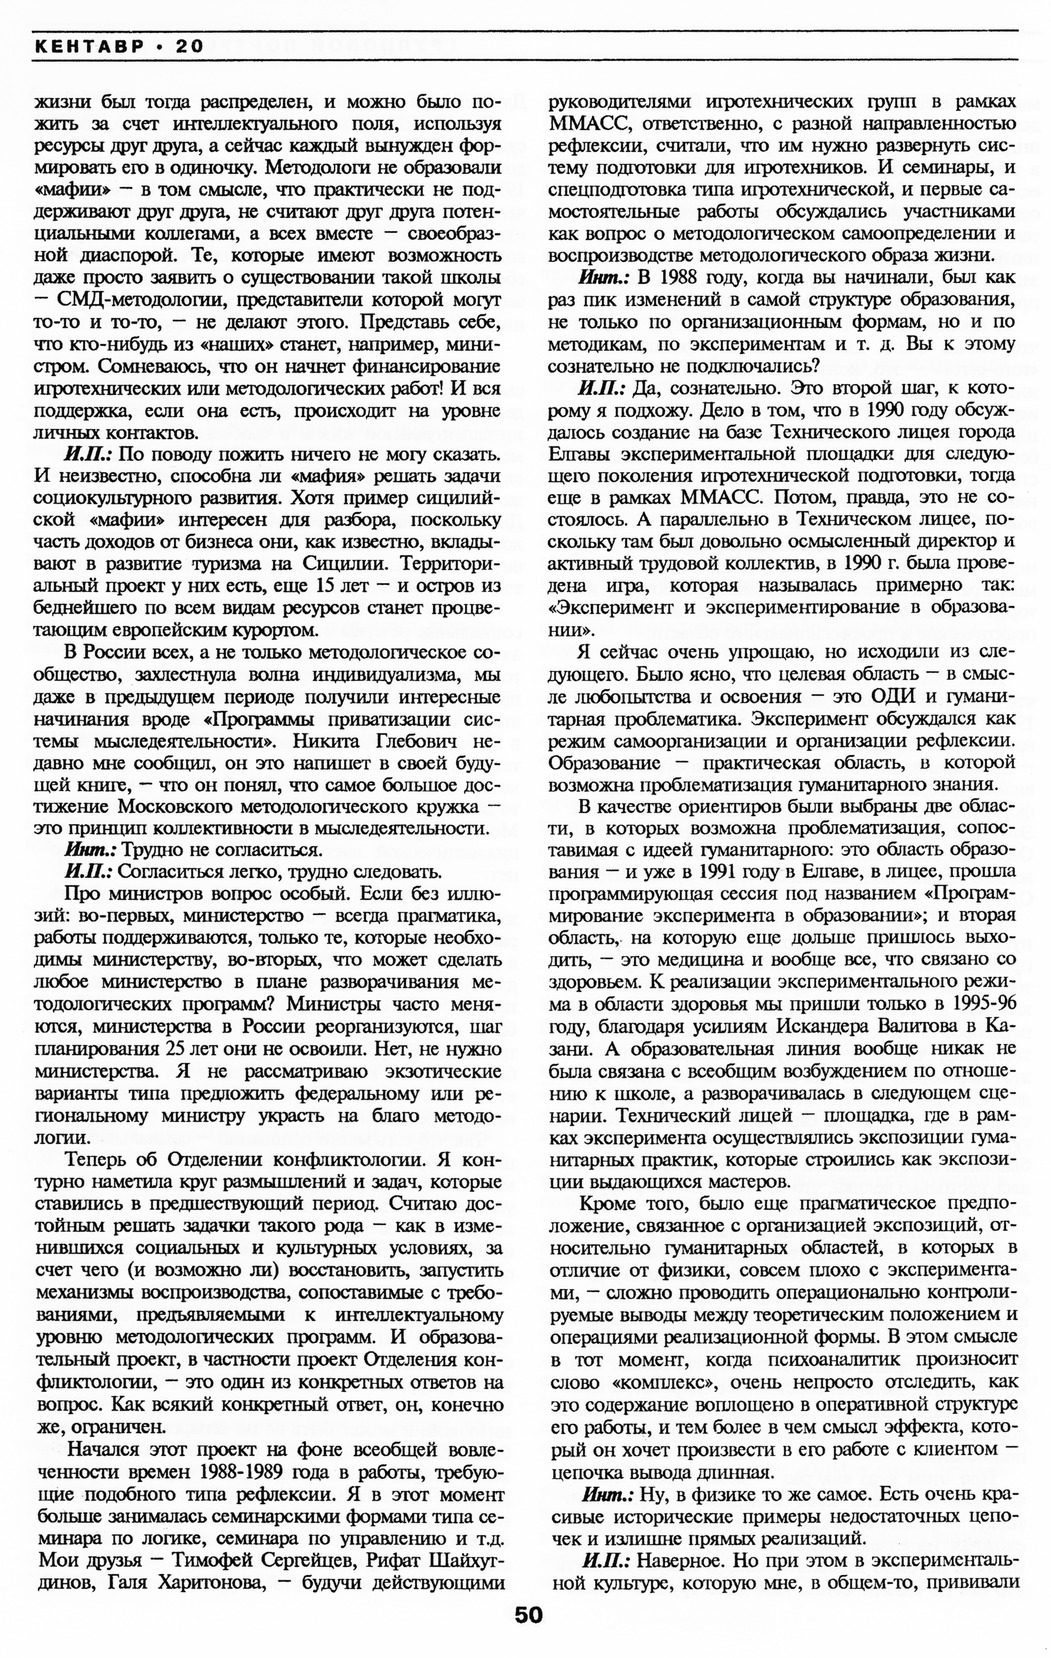 КЕНТАВР • 20
жизни был тогда распределен, и можно было по-
жить за счет интеллектуального поля, используя
ресурсы друг друга, а сейчас каждый вынужден фор-
мировать его в одиночку. Методологи не образовали
«мафии» — в том смысле, что практически не под-
держивают друг друга, не считают друг друга потен-
циальными коллегами, а всех вместе — своеобраз-
ной диаспорой. Те, которые имеют возможность
даже просто заявить о существовании такой школы
— СМД-методологии, представители которой могут
то-то и то-то, — не делают этого. Представь себе,
что кто-нибудь из «наших» станет, например, мини-
стром. Сомневаюсь, что он начнет финансирование
игротехнических или методологических работ! И вся
поддержка, если она есть, происходит на уровне
личных контактов.
И.П.: По поводу пожить ничего не могу сказать.
И неизвестно, способна ли «мафия» решать задачи
социокультурного развития. Хотя пример сицилий-
ской «мафии» интересен для разбора, поскольку
часть доходов от бизнеса они, как известно, вклады-
вают в развитие туризма на Сицилии. Территори-
альный проект у них есть, еще 15 лет — и остров из
беднейшего по всем видам ресурсов станет процве-
тающим европейским курортом.
В России всех, а не только методологическое со-
общество, захлестнула волна индивидуализма, мы
даже в предыдущем периоде получили интересные
начинания вроде «Программы приватизации сис-
темы мыследеятельности». Никита Глебович не-
давно мне сообщил, он это напишет в своей буду-
щей книге, — что он понял, что самое большое дос-
тижение Московского методологического кружка —
это принцип коллективности в мыследеятельности.
Инт.: Трудно не согласиться.
И.П.: Согласиться легко, трудно следовать.
Про министров вопрос особый. Если без иллю-
зий: во-первых, министерство — всегда прагматика,
работы поддерживаются, только те, которые необхо-
димы министерству, во-вторых, что может сделать
любое министерство в плане разворачивания ме-
тодологических программ? Министры часто меня-
ются, министерства в России реорганизуются, шаг
планирования 25 лет они не освоили. Нет, не нужно
министерства. Я не рассматриваю экзотические
варианты типа предложить федеральному или ре-
гиональному министру украсть на благо методо-
логии.
Теперь об Отделении конфликтологии. Я кон-
турно наметила круг размышлений и задач, которые
ставились в предшествующий период. Считаю дос-
тойным решать задачки такого рода — как в изме-
нившихся социальных и культурных условиях, за
счет чего (и возможно ли) восстановить, запустить
механизмы воспроизводства, сопоставимые с требо-
ваниями, предъявляемыми к интеллектуальному
уровню методологических программ. И образова-
тельный проект, в частности проект Отделения кон-
фликтологии, — это один из конкретных ответов на
вопрос. Как всякий конкретный ответ, он, конечно
же, ограничен.
Начался этот проект на фоне всеобщей вовле-
ченности времен 1988-1989 года в работы, требую-
щие подобного типа рефлексии. Я в этот момент
больше занималась семинарскими формами типа се-
минара по логике, семинара по управлению и т.д.
Мои друзья — Тимофей Сергейцев, Рифат Шайхут-
динов, Галя Харитонова, — будучи действующими
руководителями игротехнических групп в рамках
ММАСС, ответственно, с разной направленностью
рефлексии, считали, что им нужно развернуть сис-
тему подготовки для игротехников. И семинары, и
спецподготовка типа игротехнической, и первые са-
мостоятельные работы обсуждались участниками
как вопрос о методологическом самоопределении и
воспроизводстве методологического образа жизни.
Инт.: В 1988 году, когда вы начинали, был как
раз пик изменений в самой структуре образования,
не только по организационным формам, но и по
методикам, по экспериментам и т. д. Вы к этому
сознательно не подключались?
И.П.: Да, сознательно. Это второй шаг, к кото-
рому я подхожу. Дело в том, что в 1990 году обсуж-
далось создание на базе Технического лицея города
Елгавы экспериментальной площадки для следую-
щего поколения игротехнической подготовки, тогда
еще в рамках ММАСС. Потом, правда, это не со-
стоялось. А параллельно в Техническом лицее, по-
скольку там был довольно осмысленный директор и
активный трудовой коллектив, в 1990 г. была прове-
дена игра, которая называлась примерно так:
«Эксперимент и экспериментирование в образова-
нии».
Я сейчас очень упрощаю, но исходили из сле-
дующего. Было ясно, что целевая область — в смыс-
ле любопытства и освоения — это ОДИ и гумани-
тарная проблематика. Эксперимент обсуждался как
режим самоорганизации и организации рефлексии.
Образование — практическая область, в которой
возможна проблематизация гуманитарного знания.
В качестве ориентиров были выбраны две облас-
ти, в которых возможна проблематизация, сопос-
тавимая с идеей гуманитарного: это область образо-
вания — и уже в 1991 году в Елгаве, в лицее, прошла
программирующая сессия под названием «Програм-
мирование эксперимента в образовании»; и вторая
область, на которую еще дольше пришлось выхо-
дить, — это медицина и вообще все, что связано со
здоровьем. К реализации экспериментального режи-
ма в области здоровья мы пришли только в 1995-96
году, благодаря усилиям Искандера Валитова в Ка-
зани. А образовательная линия вообще никак не
была связана с всеобщим возбуждением по отноше-
нию к школе, а разворачивалась в следующем сце-
нарии. Технический лицей — площадка, где в рам-
ках эксперимента осуществлялись экспозиции гума-
нитарных практик, которые строились как экспози-
ции выдающихся мастеров.
Кроме того, было еще прагматическое предпо-
ложение, связанное с организацией экспозиций, от-
носительно гуманитарных областей, в которых в
отличие от физики, совсем плохо с эксперимента-
ми, — сложно проводить операционально контроли-
руемые выводы между теоретическим положением и
операциями реализационной формы. В этом смысле
в тот момент, когда психоаналитик произносит
слово «комплекс», очень непросто отследить, как
это содержание воплощено в оперативной структуре
его работы, и тем более в чем смысл эффекта, кото-
рый он хочет произвести в его работе с клиентом —
цепочка вывода длинная.
Инт.: Ну, в физике то же самое. Есть очень кра-
сивые исторические примеры недостаточных цепо-
чек и излишне прямых реализаций.
И.П.: Наверное. Но при этом в эксперименталь-
ной культуре, которую мне, в общем-то, прививали
50